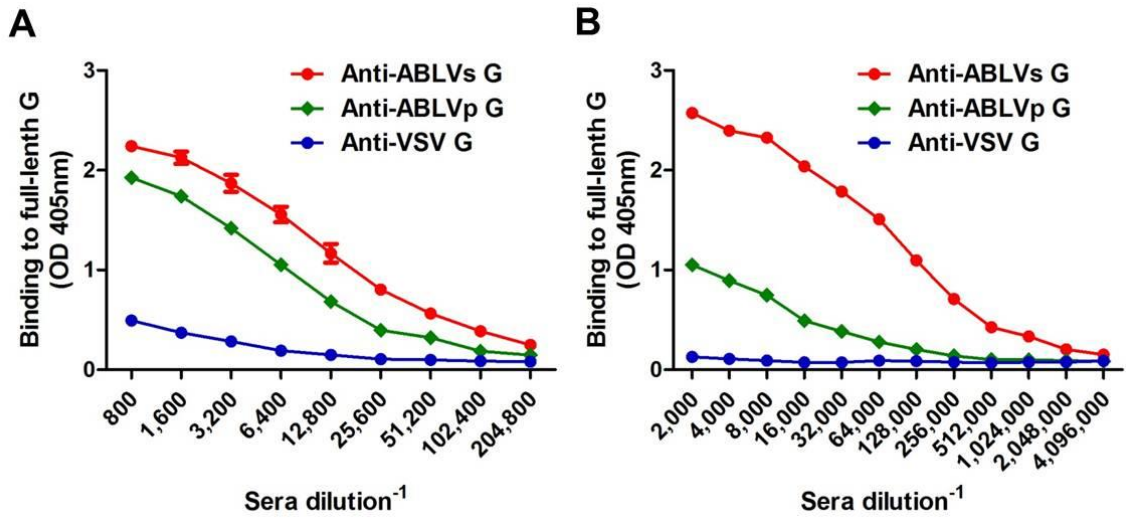 A
Binding to full-lenth G
(OD 405nm)
3
2
1
0
Anti-ABLVs G
Anti-ABLVp G
Anti-VSV G
800
1,600
3,200
6,400
12,800
25,600
51,200
102,400
204,800
Sera dilution⁻¹
B
Binding to full-lenth G
(OD 405nm)
3
2
1
0
Anti-ABLVs G
Anti-ABLVp G
Anti-VSV G
2,000
4,000
8,000
16,000
32,000
64,000
128,000
256,000
512,000
1,024,000
2,048,000
4,096,000
Sera dilution⁻¹